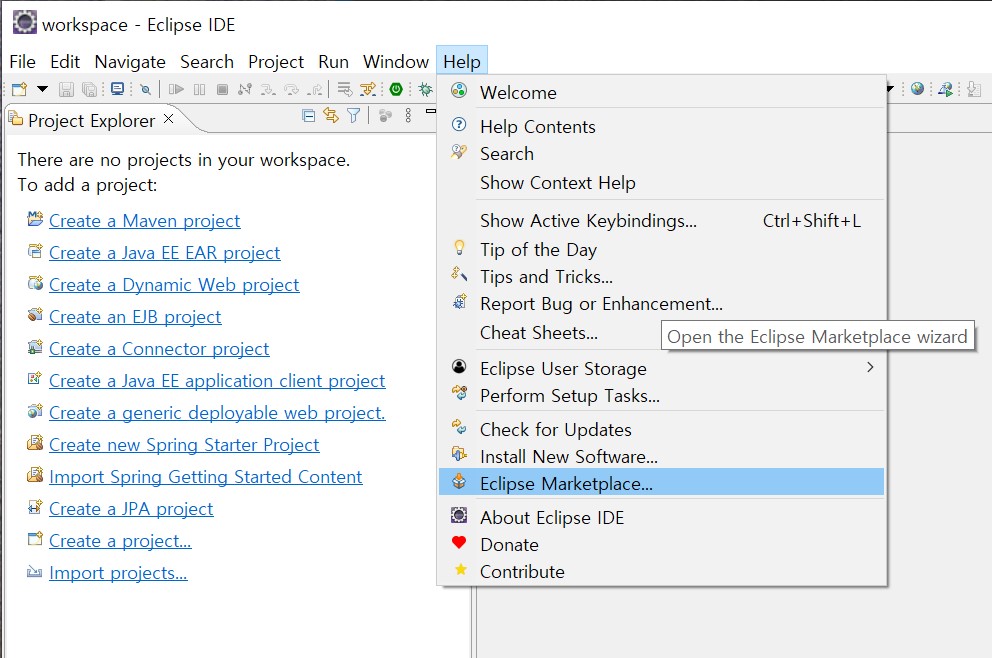 workspace - Eclipse IDE
File Edit Navigate Search Project Run Window Help
Project Explorer
There are no projects in your workspace.
To add a project:
Create a Maven project
Create a Java EE EAR project
Create a Dynamic Web project
Create an EJB project
Create a Connector project
Create a Java EE application client project
Create a generic deployable web project.
Create new Spring Starter Project
Import Spring Getting Started Content
Create a JPA project
Create a project...
Import projects...
Welcome
Help Contents
Search
Show Context Help
Show Active Keybindings... Ctrl+Shift+L
Tip of the Day
Tips and Tricks...
Report Bug or Enhancement...
Cheat Sheets...
Open the Eclipse Marketplace wizard
Eclipse User Storage
Perform Setup Tasks...
Check for Updates
Install New Software...
Eclipse Marketplace...
About Eclipse IDE
Donate
Contribute